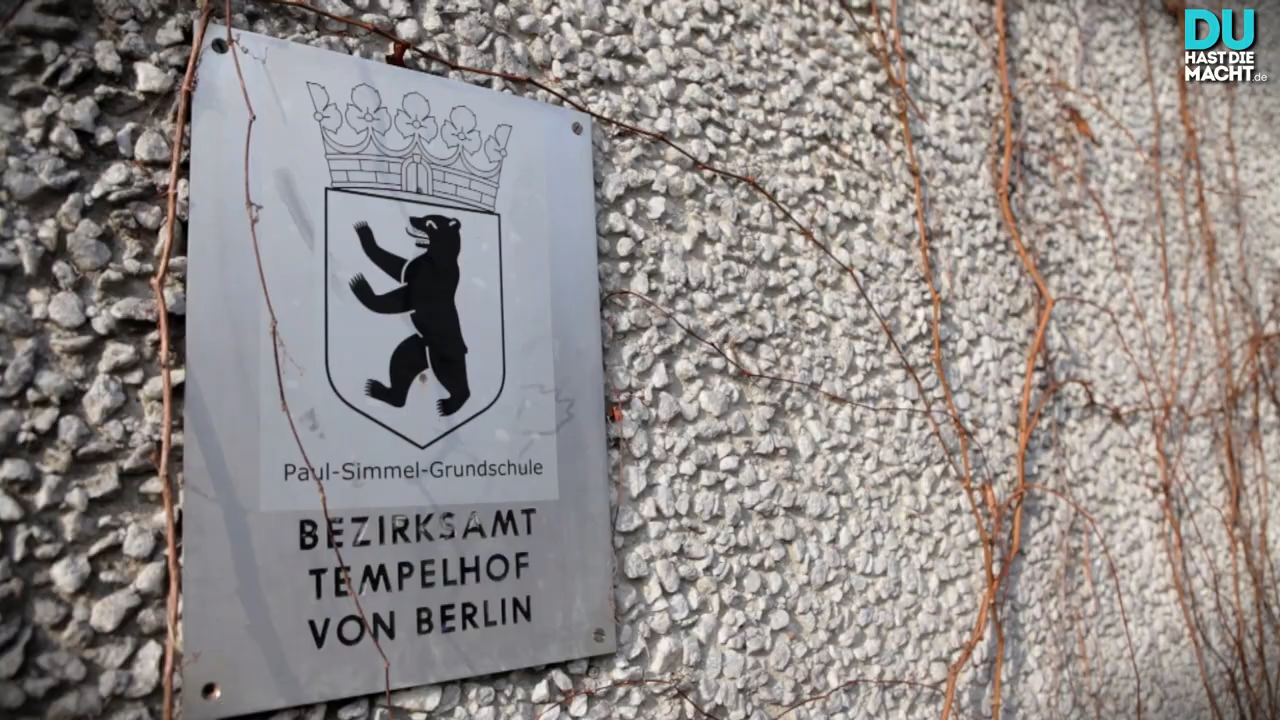 DU
HAST DIE
MACHT.de
Paul-Simmel-Grundschule
BEZIRKSAMT
TEMPELHOF
VON BERLIN